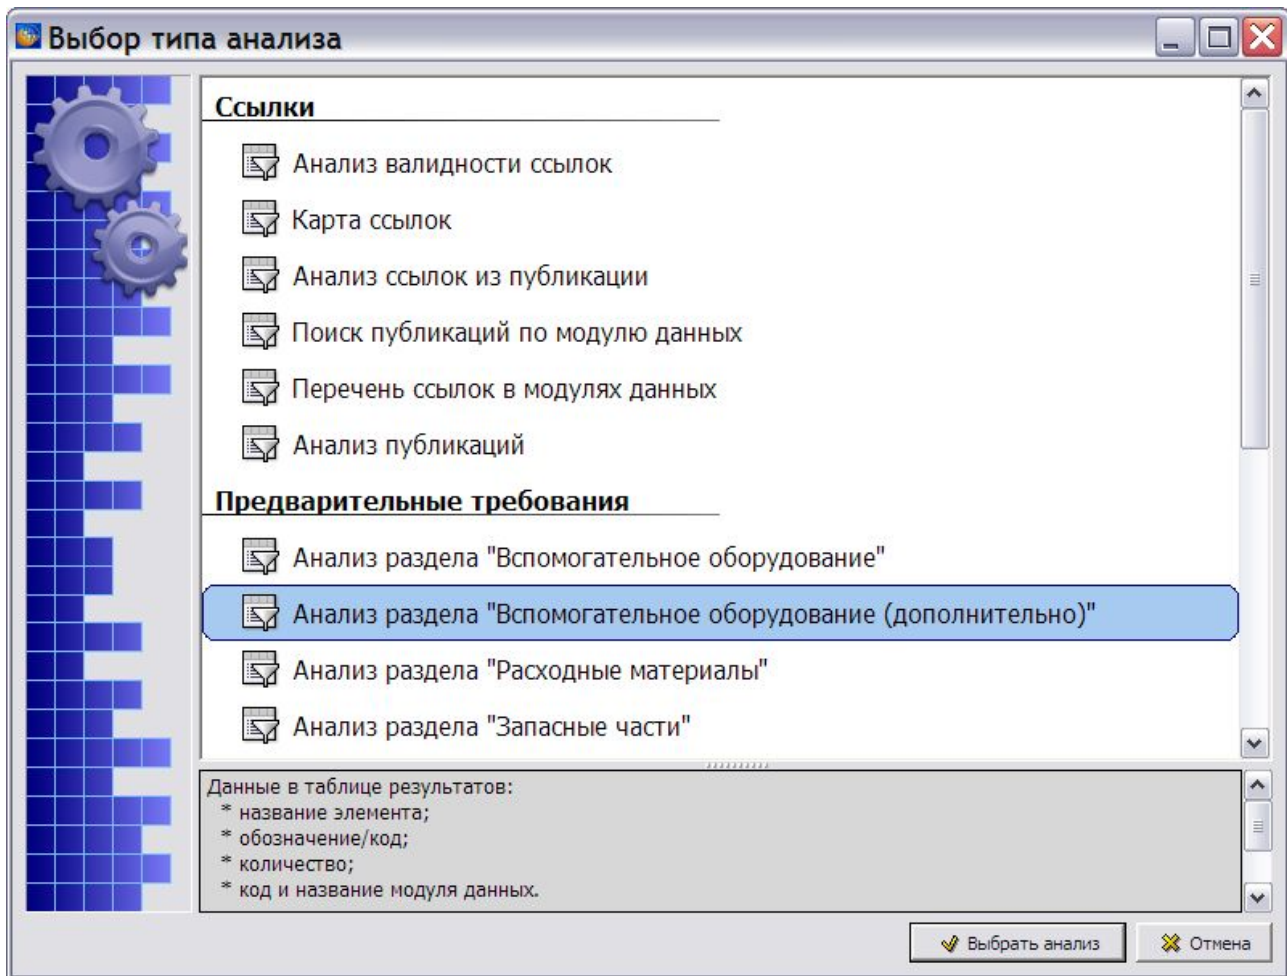 Выбор типа анализа
Ссылки
Анализ валидности ссылок
Карта ссылок
Анализ ссылок из публикации
Поиск публикаций по модулю данных
Перечень ссылок в модулях данных
Анализ публикаций
Предварительные требования
Анализ раздела "Вспомогательное оборудование"
Анализ раздела "Вспомогательное оборудование (дополнительно)"
Анализ раздела "Расходные материалы"
Анализ раздела "Запасные части"
Данные в таблице результатов:
* название элемента;
* обозначение/код;
* количество;
* код и название модуля данных.
Выбрать анализ
Отмена